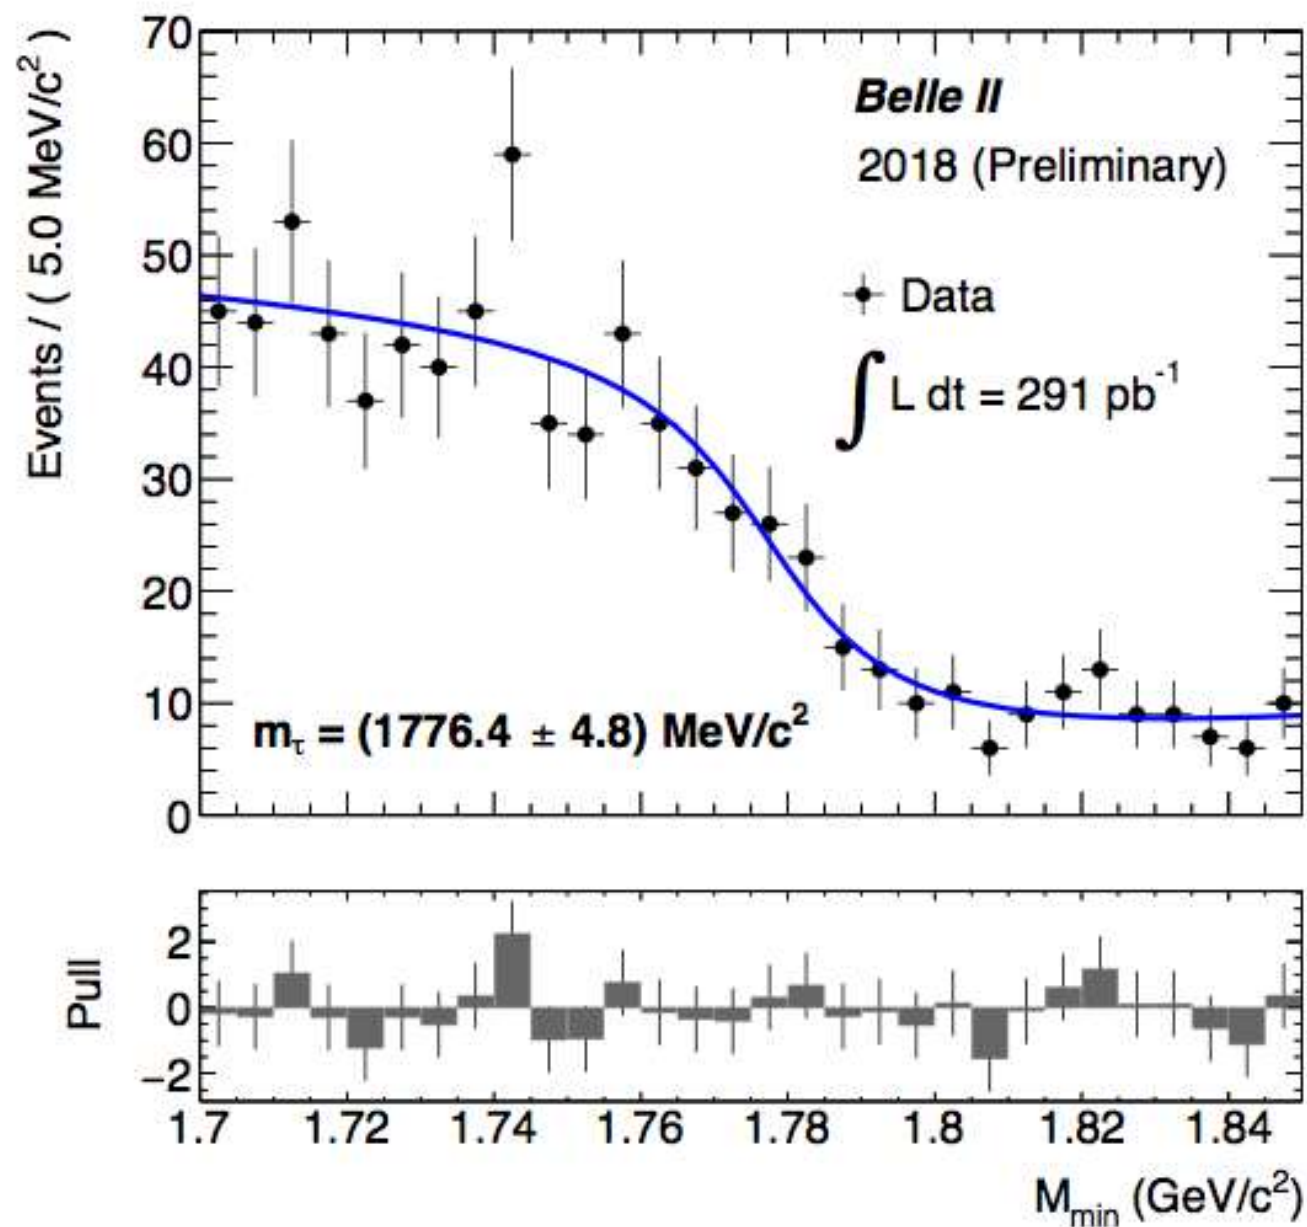 Events / ( 5.0 MeV/c²)
70
60
50
40
30
20
10
0
Belle II
2018 (Preliminary)
Data
∫ L dt = 291 pb⁻¹
mτ = (1776.4 ± 4.8) MeV/c²
Pull
2
0
−2
1.7 1.72 1.74 1.76 1.78 1.8 1.82 1.84
Mmin (GeV/c²)